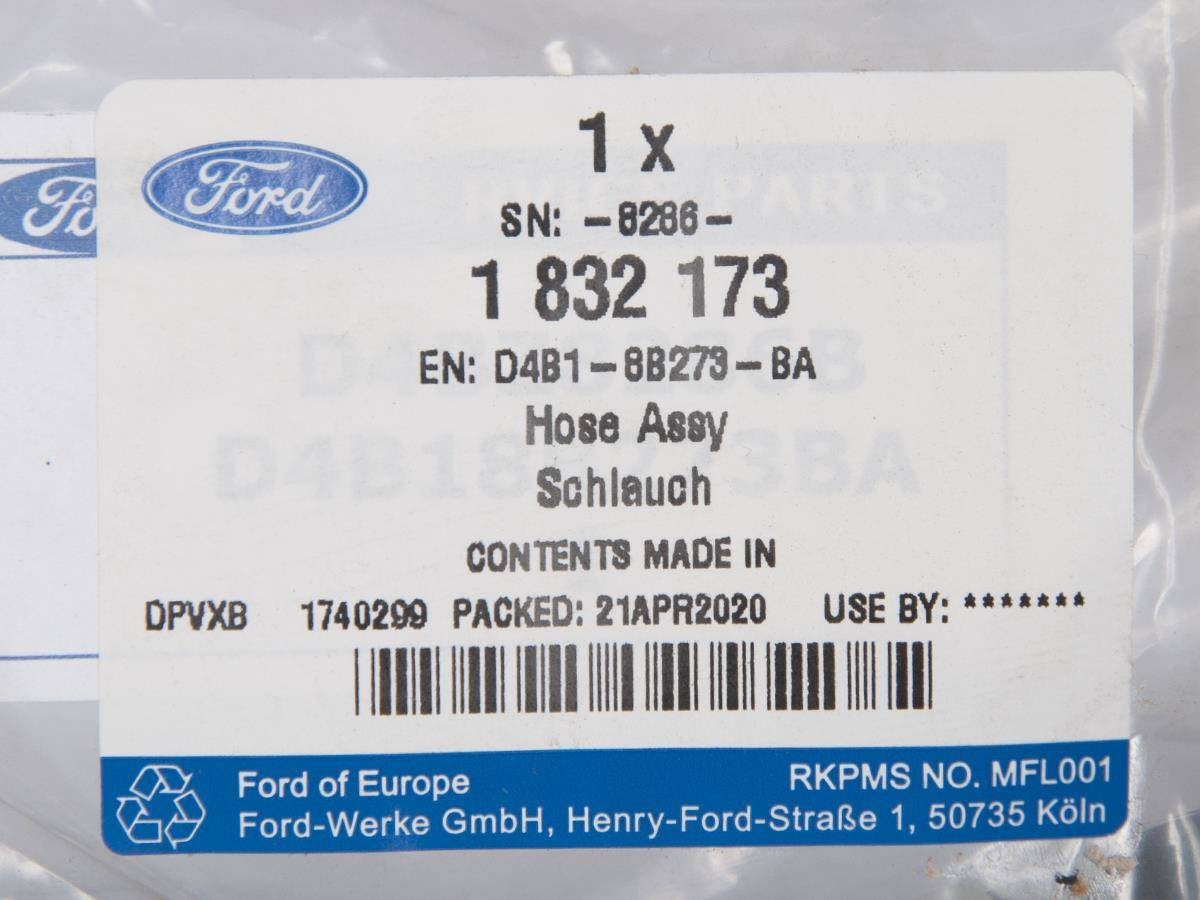 Ford
1 x
SN: -8286-
1 832 173
EN: D4B1-8B273-BA
Hose Assy
Schlauch
CONTENTS MADE IN
DPVXB 1740299 PACKED: 21APR2020 USE BY: *******
Ford of Europe RKPMS NO. MFL001
Ford-Werke GmbH, Henry-Ford-Straße 1, 50735 Köln
D4B18B273BA